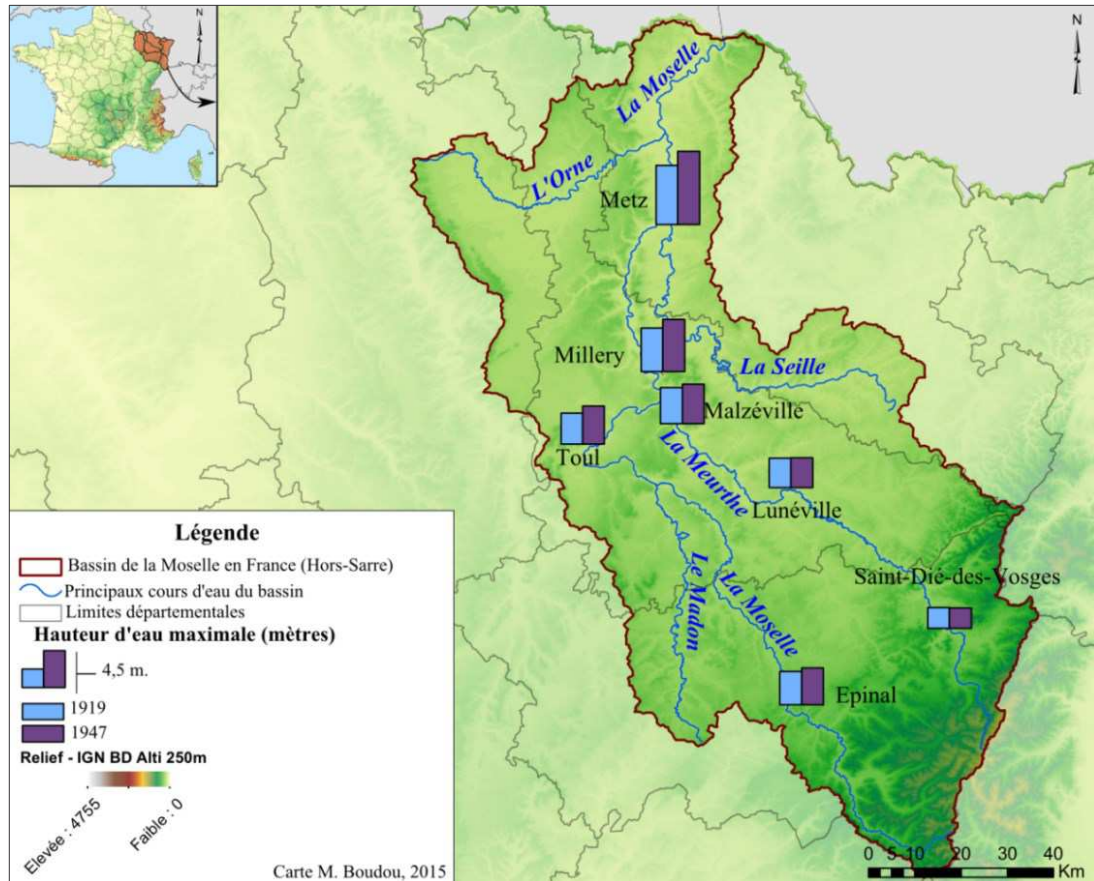 N
N
La Moselle
L'Orne
Metz
Millery
La Seille
Malzéville
Toul
La Meurthe
Lunéville
Saint-Dié-des-Vosges
Le Madon
La Moselle
Epinal
Légende
Bassin de la Moselle en France (Hors-Sarre)
Principaux cours d'eau du bassin
Limites départementales
Hauteur d'eau maximale (mètres)
4,5 m.
1919
1947
Relief - IGN BD Alti 250m
Elevée : 4755
Faible : 0
Carte M. Boudou, 2015
0 5 10 20 30 40
Km